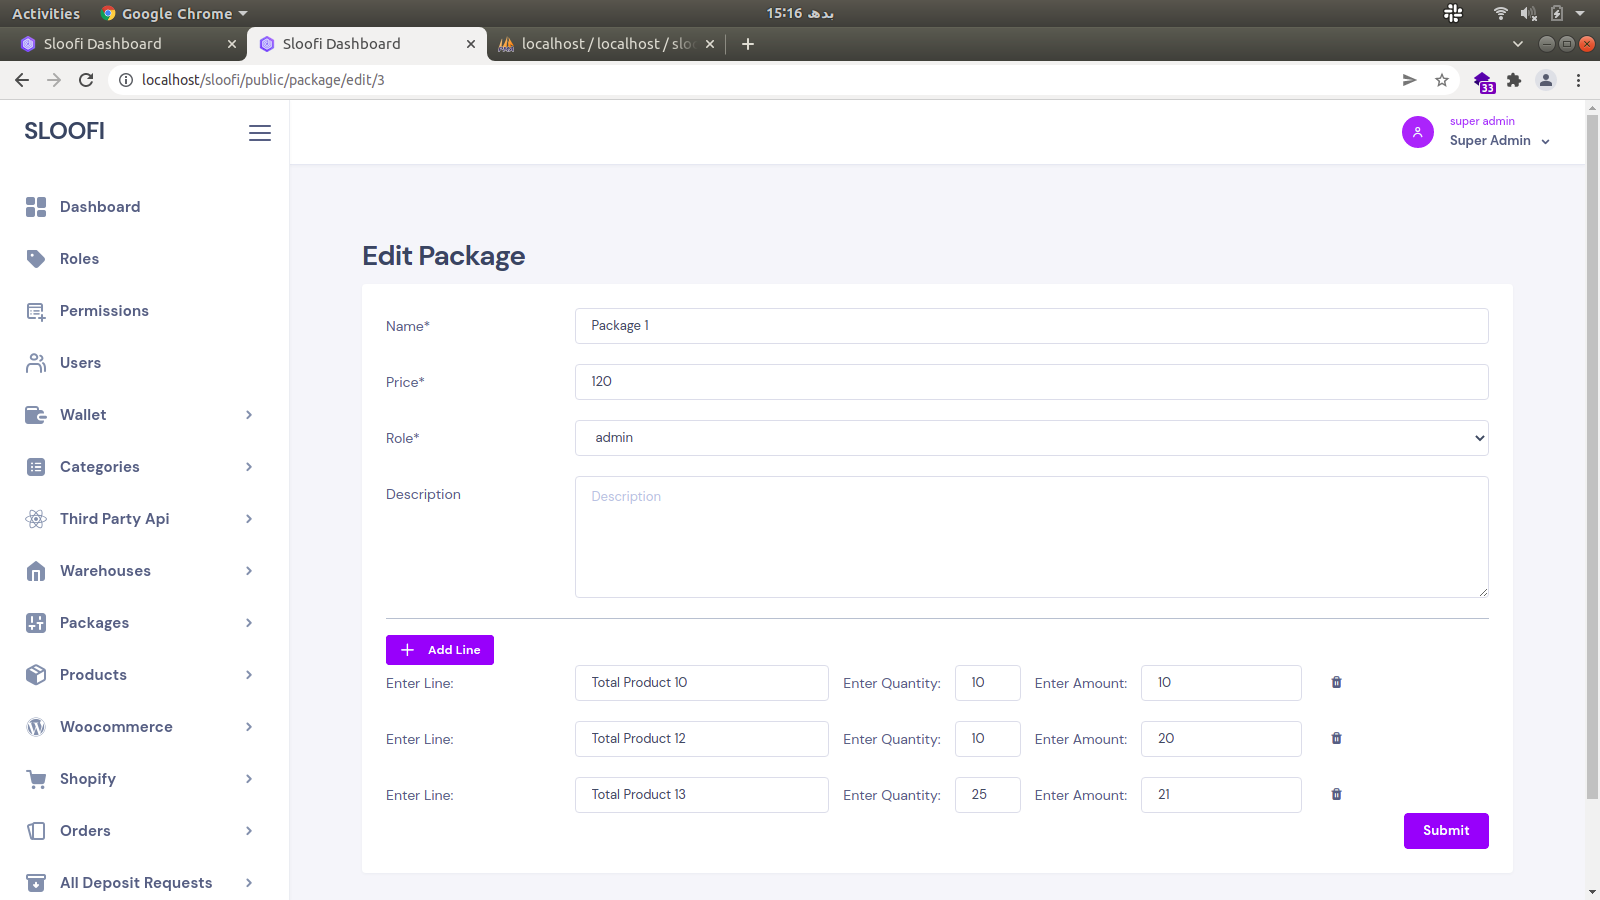 Activities Google Chrome بدھ 15:16
Sloofi Dashboard Sloofi Dashboard localhost / localhost / sloo
localhost/sloofi/public/package/edit/3 33
SLOOFI
super admin
Super Admin
Dashboard
Roles
Permissions
Users
Wallet
Categories
Third Party Api
Warehouses
Packages
Products
Woocommerce
Shopify
Orders
All Deposit Requests
Edit Package
Name* Package 1
Price* 120
Role* admin
Description Description
Add Line
Enter Line: Total Product 10 Enter Quantity: 10 Enter Amount: 10
Enter Line: Total Product 12 Enter Quantity: 10 Enter Amount: 20
Enter Line: Total Product 13 Enter Quantity: 25 Enter Amount: 21
Submit